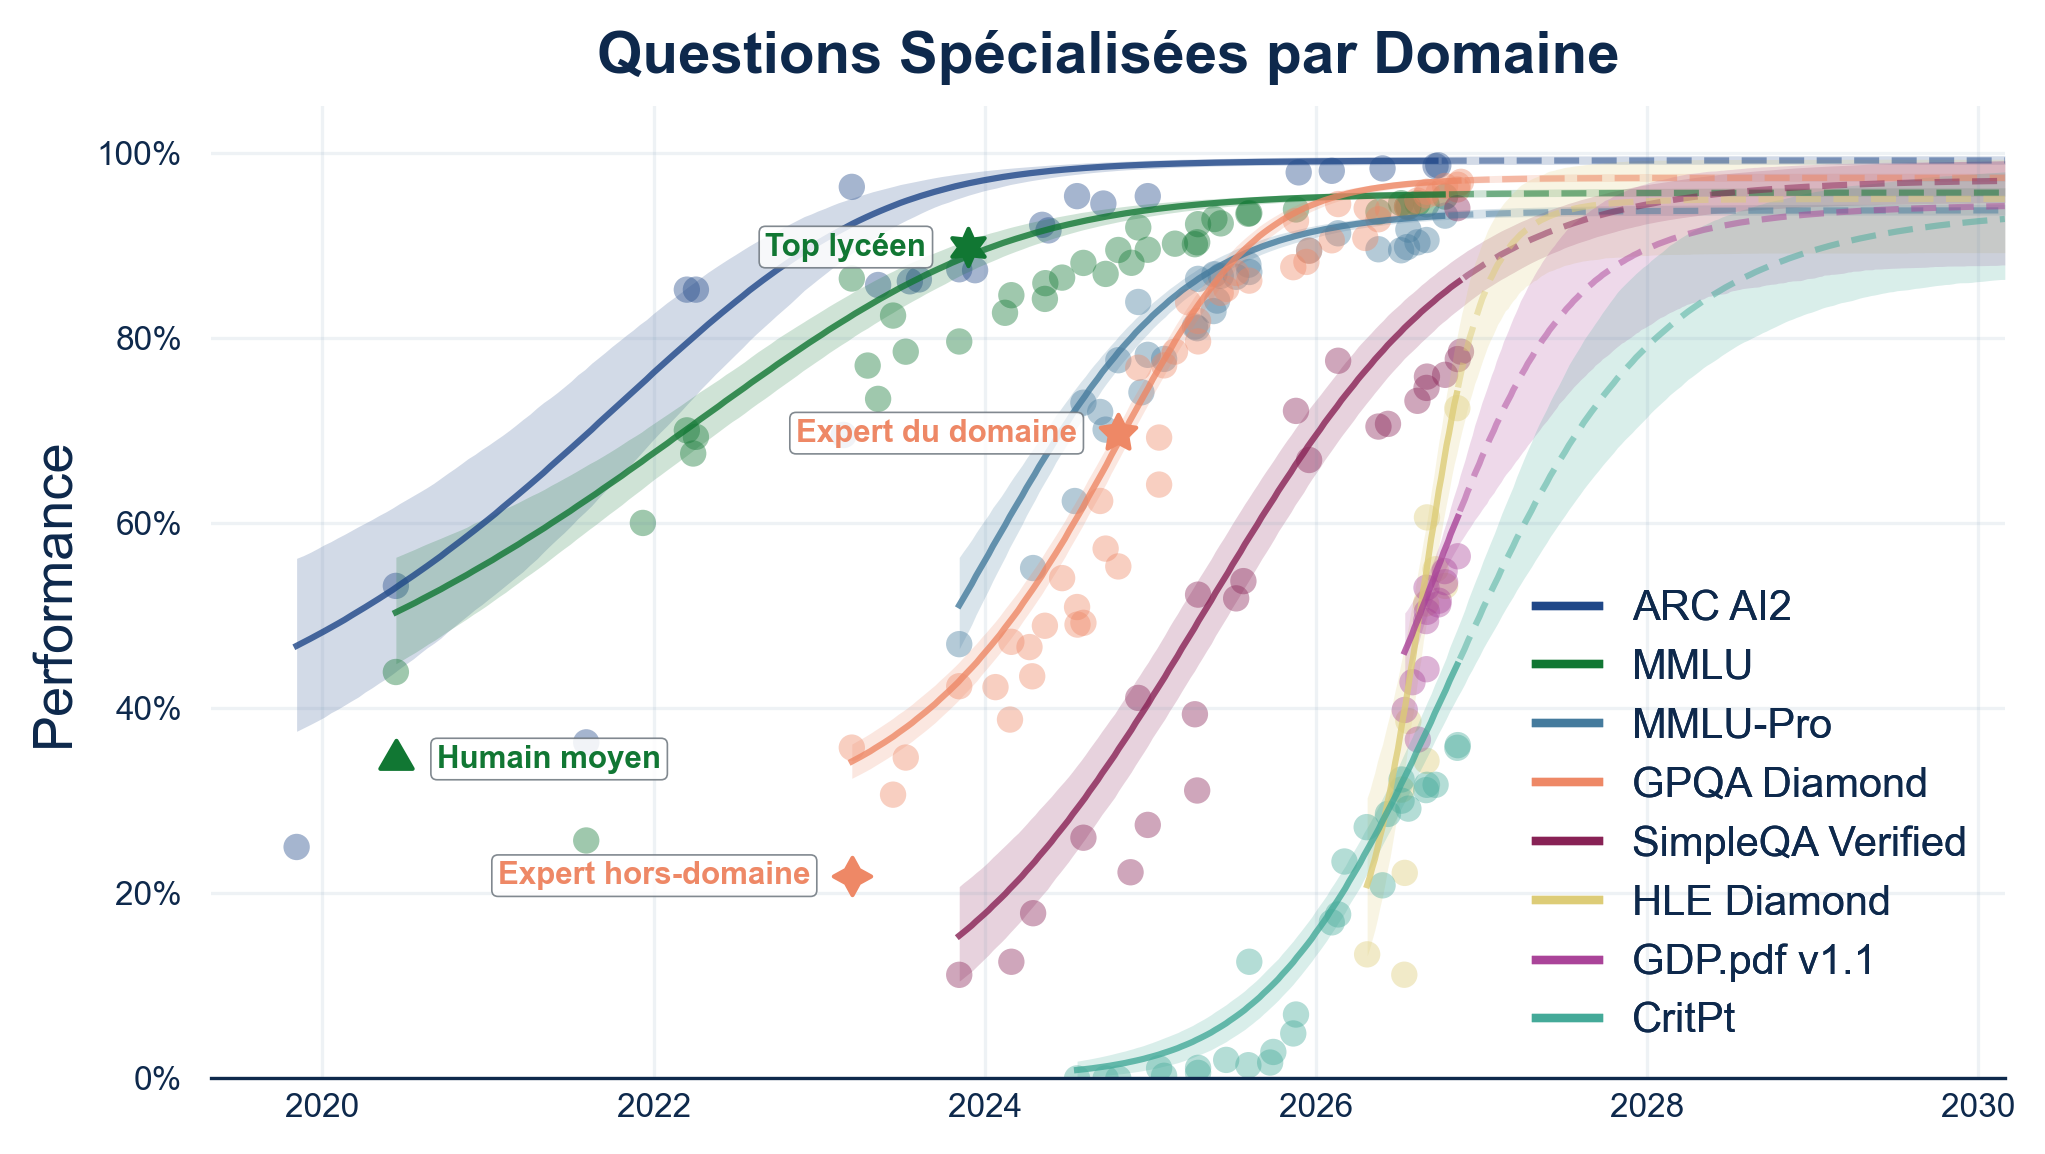 Questions Spécialisées par Domaine
Performance
100%
80%
60%
40%
20%
0%
2020
2022
2024
2026
2028
2030
Top lycéen
Expert du domaine
Humain moyen
Expert hors-domaine
ARC AI2
MMLU
MMLU-Pro
GPQA Diamond
SimpleQA Verified
HLE Diamond
GDP.pdf v1.1
CritPt